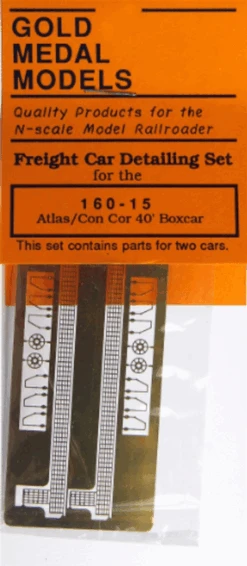 GOLD
MEDAL
MODELS
Quality Products for the
N-scale Model Railroader
Freight Car Detailing Set
for the
160-15
Atlas/Con Cor 40' Boxcar
This set contains parts for two cars.